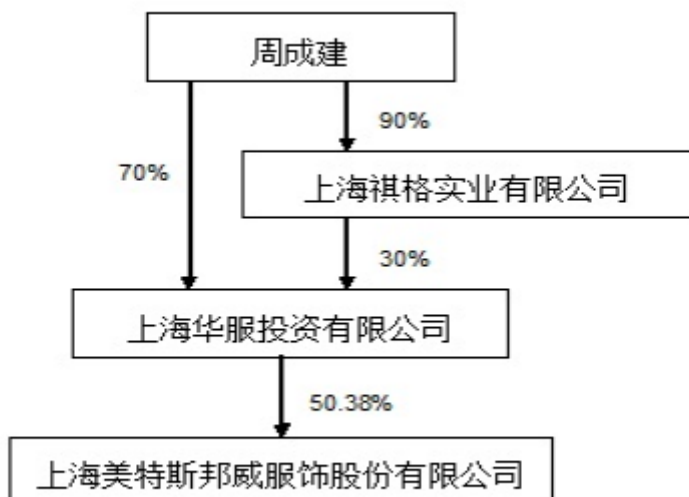 周成建
90%
70%
上海祺格实业有限公司
30%
上海华服投资有限公司
50.38%
上海美特斯邦威服饰股份有限公司